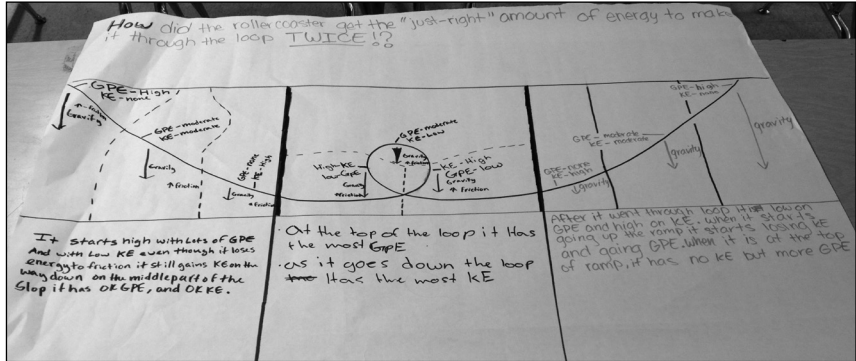 How did the rollercoaster get the "just-right" amount of energy to make
it through the loop TWICE!?
GPE-High
KE-none
friction
Gravity
GPE-moderate
KE-moderate
Gravity
friction
GPE-none
KE-High
Gravity
friction
GPE-moderate
KE-Low
Gravity
friction
High-KE
low-GPE
Gravity
friction
KE-High
GPE-low
Gravity
friction
GPE-none
KE-high
gravity
GPE-moderate
KE-moderate
gravity
GPE-high
KE-none
gravity
It starts high with Lots of GPE
And with low KE even though it loses
energy to friction it still gains KE on the
way down on the middle part of the
Slop it has OK GPE, and OK KE.
· At the top of the loop it Has
the most GPE
· as it goes down the loop
Has the most KE
After it went through loop it low on
GPE and high on KE. when it starts
going up the ramp it starts losing KE
and gaing GPE. when it is at the top
of ramp, it has no KE but more GPE